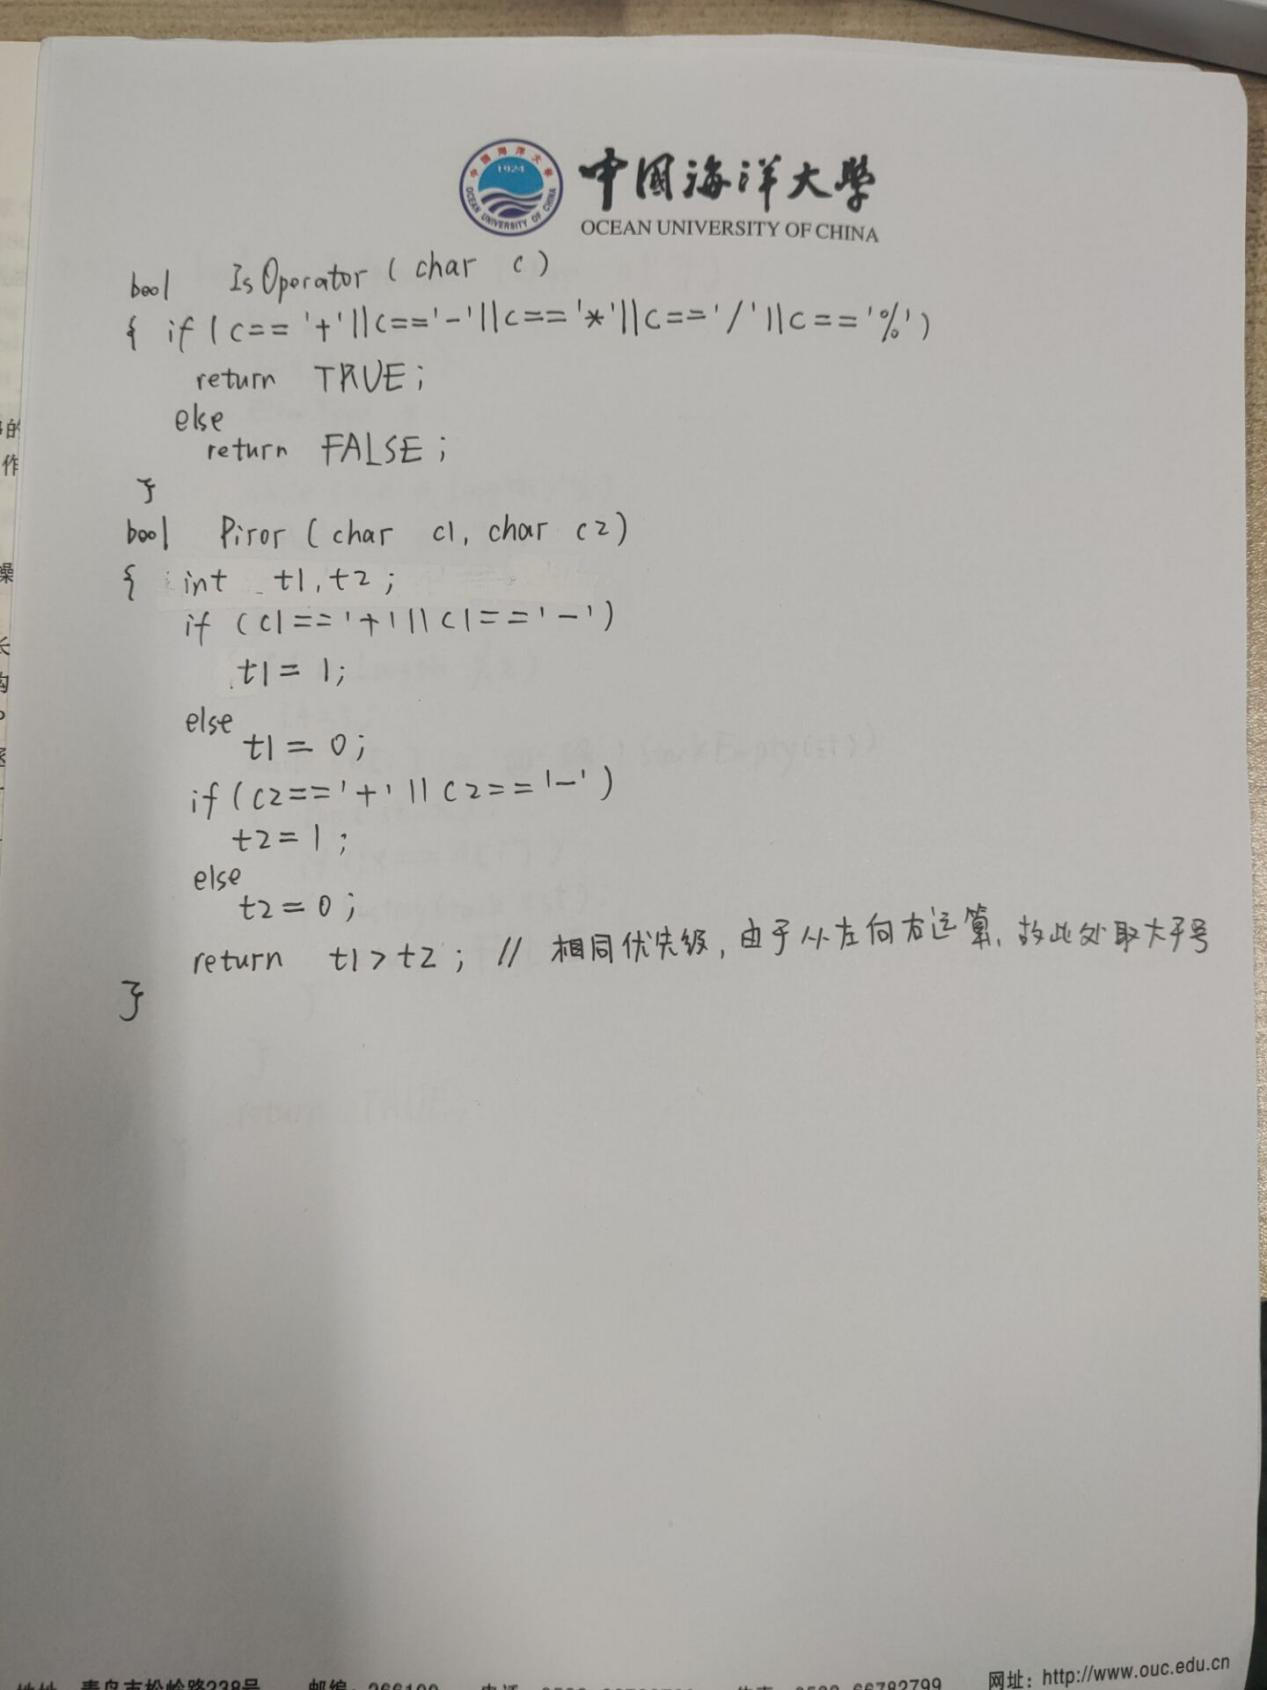 中国海洋大学
OCEAN UNIVERSITY OF CHINA
bool IsOperator (char c)
{ if (c=='+'||c=='-'||c=='*'||c=='/'||c=='%')
return TRUE;
else
return FALSE;
}
bool Piror (char c1, char c2)
{ int t1,t2;
if (c1=='+'||c1=='-')
t1=1;
else
t1=0;
if(c2=='+'||c2=='-')
t2=1;
else
t2=0;
return t1>t2; // 相同优先级,由于从左向右运算,故此处取大于号
}
网址：http://www.ouc.edu.cn